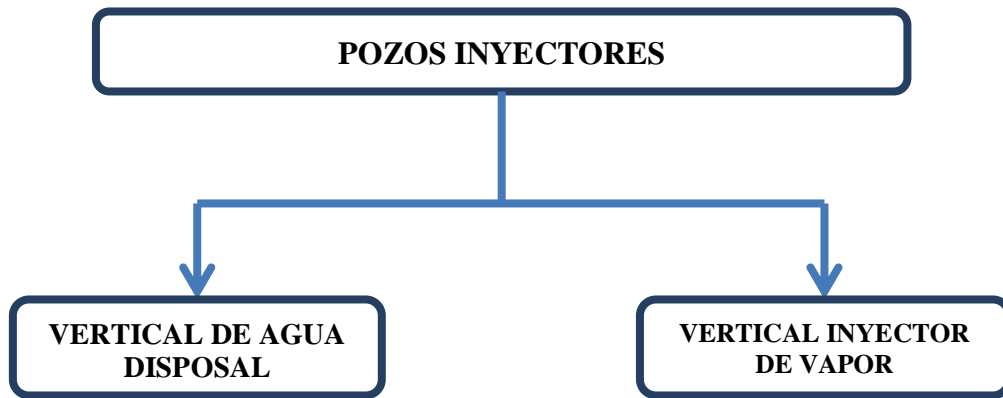 POZOS INYECTORES
VERTICAL DE AGUA
DISPOSAL
VERTICAL INYECTOR
DE VAPOR